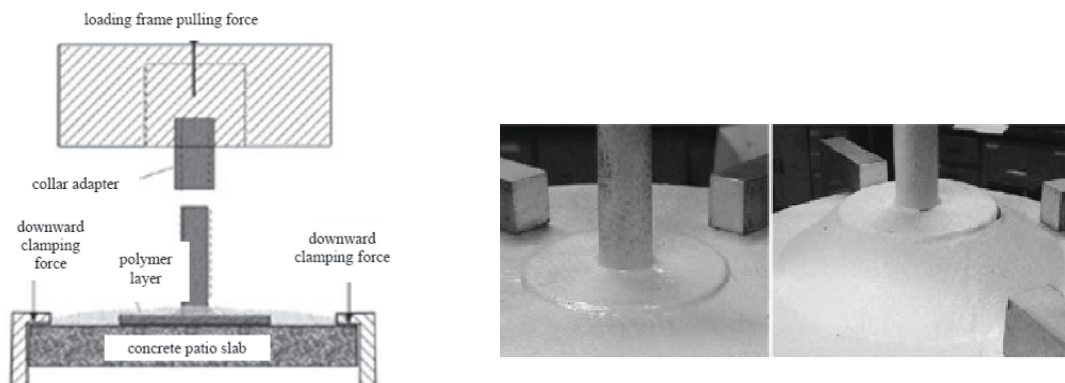 loading frame pulling force
collar adapter
downward
clamping
force
polymer
layer
downward
clamping force
concrete patio slab